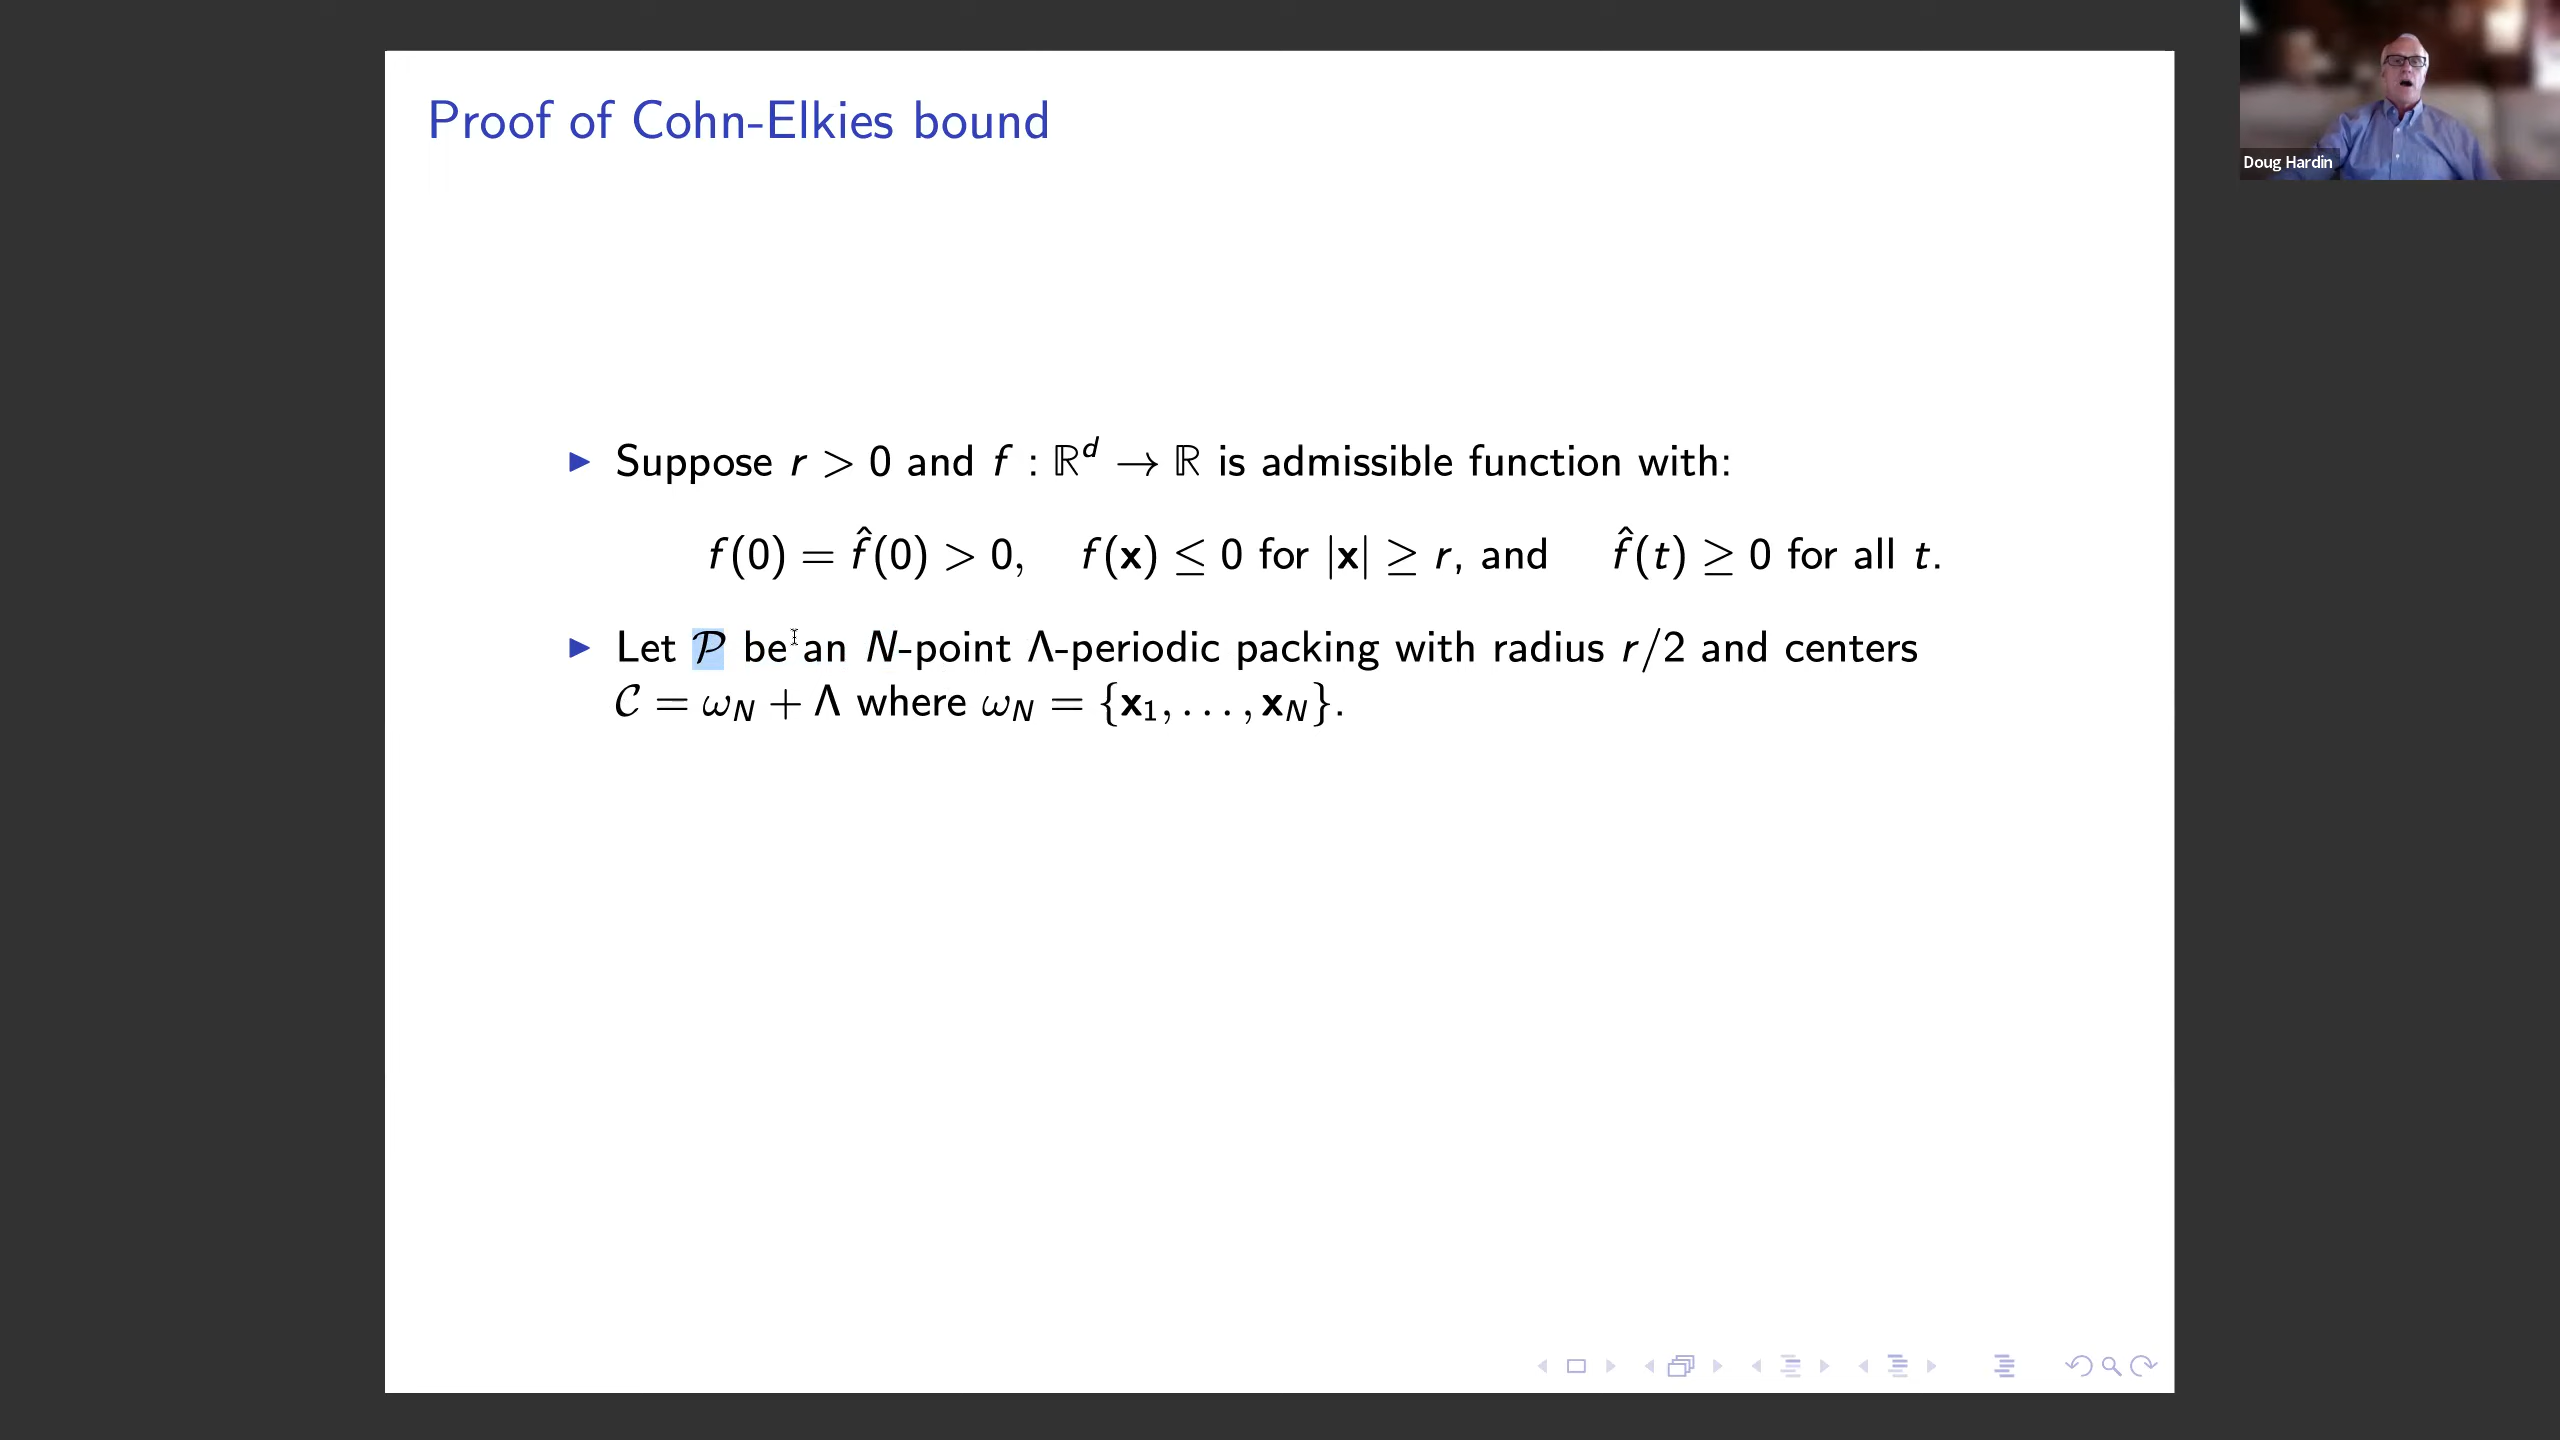 Proof of Cohn-Elkies bound
Doug Hardin
▶ Suppose r > 0 and f : ℝᵈ → ℝ is admissible function with:
f(0) = f̂(0) > 0, f(𝐱) ≤ 0 for |𝐱| ≥ r, and f̂(t) ≥ 0 for all t.
▶ Let 𝒫 be an N-point Λ-periodic packing with radius r/2 and centers
𝒞 = ω_N + Λ where ω_N = {𝐱₁, . . . , 𝐱_N}.